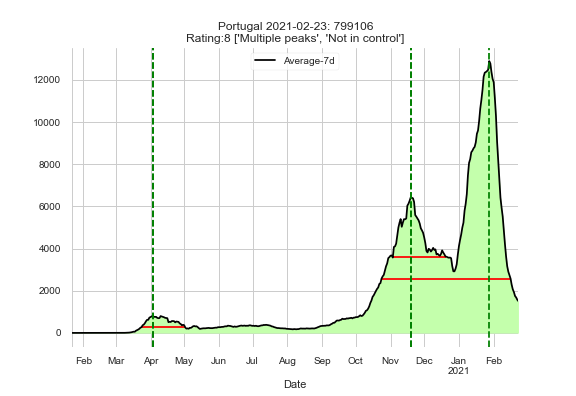 Portugal 2021-02-23: 799106
Rating:8 ['Multiple peaks', 'Not in control']
Average-7d
12000
10000
8000
6000
4000
2000
0
Feb Mar Apr May Jun Jul Aug Sep Oct Nov Dec Jan Feb
2021
Date